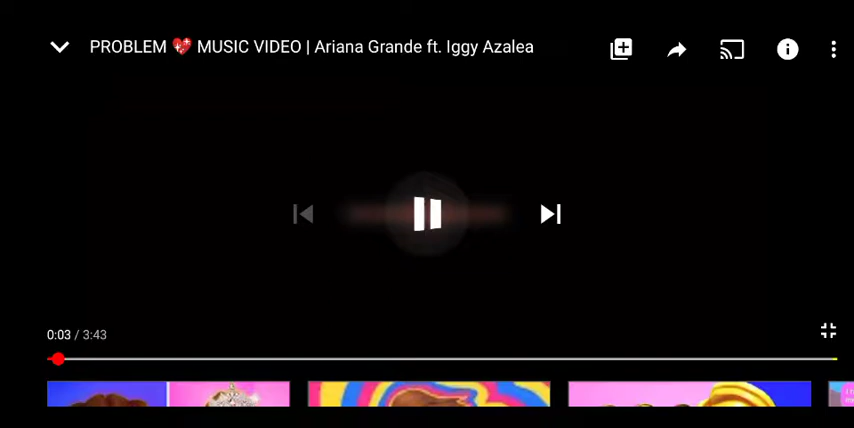 PROBLEM 💖 MUSIC VIDEO | Ariana Grande ft. Iggy Azalea
0:03 / 3:43